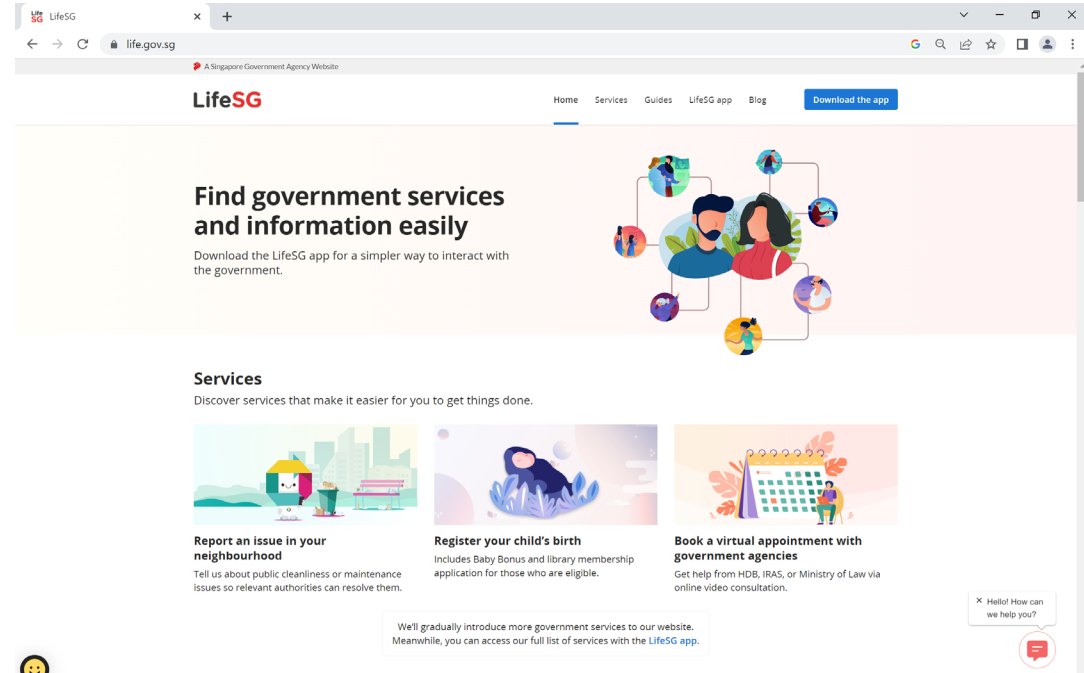 Life SG LifeSG
life.gov.sg
A Singapore Government Agency Website
LifeSG
Home Services Guides LifeSG app Blog Download the app
Find government services
and information easily
Download the LifeSG app for a simpler way to interact with
the government.
Services
Discover services that make it easier for you to get things done.
Report an issue in your
neighbourhood
Tell us about public cleanliness or maintenance
issues so relevant authorities can resolve them.
Register your child's birth
Includes Baby Bonus and library membership
application for those who are eligible.
Book a virtual appointment with
government agencies
Get help from HDB, IRAS, or Ministry of Law via
online video consultation.
We'll gradually introduce more government services to our website.
Meanwhile, you can access our full list of services with the LifeSG app.
Hello! How can
we help you?